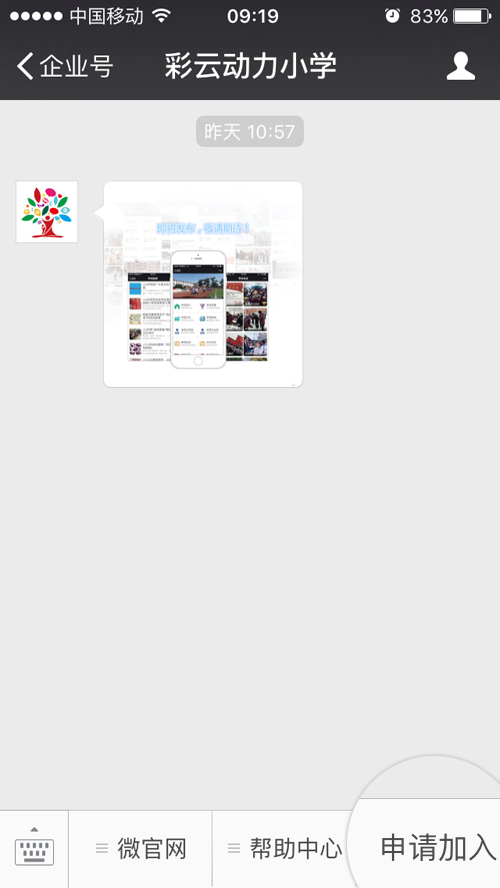 中国移动 09:19 83%
企业号 彩云动力小学
昨天 10:57
即将发布，敬请期待！
微官网 帮助中心 申请加入